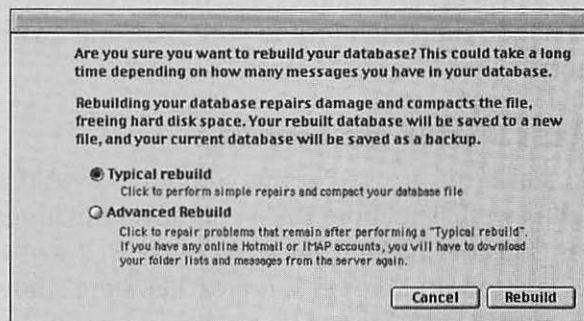 Are you sure you want to rebuild your database? This could take a long
time depending on how many messages you have in your database.
Rebuilding your database repairs damage and compacts the file,
freeing hard disk space. Your rebuilt database will be saved to a new
file, and your current database will be saved as a backup.
Typical rebuild
Click to perform simple repairs and compact your database file
Advanced Rebuild
Click to repair problems that remain after performing a "Typical rebuild".
If you have any online Hotmail or IMAP accounts, you will have to download
your folder lists and messages from the server again.
Cancel Rebuild